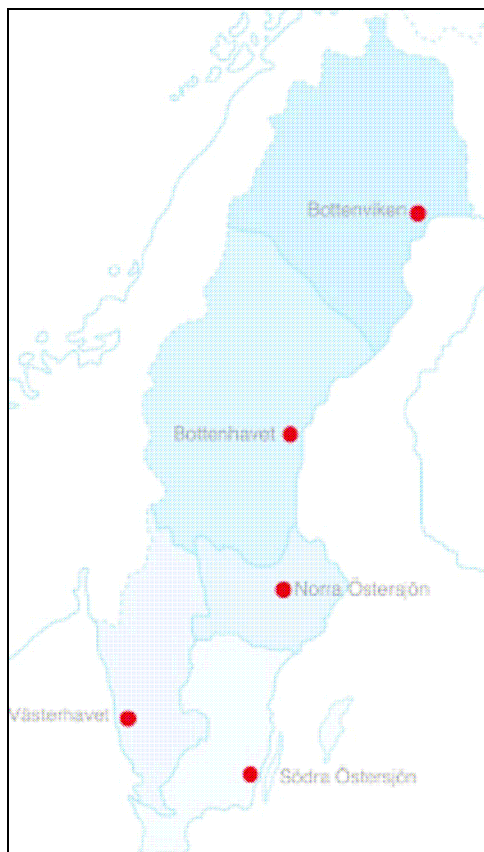 Bottenviken
Bottenhavet
Norra Östersjön
Västerhavet
Södra Östersjön